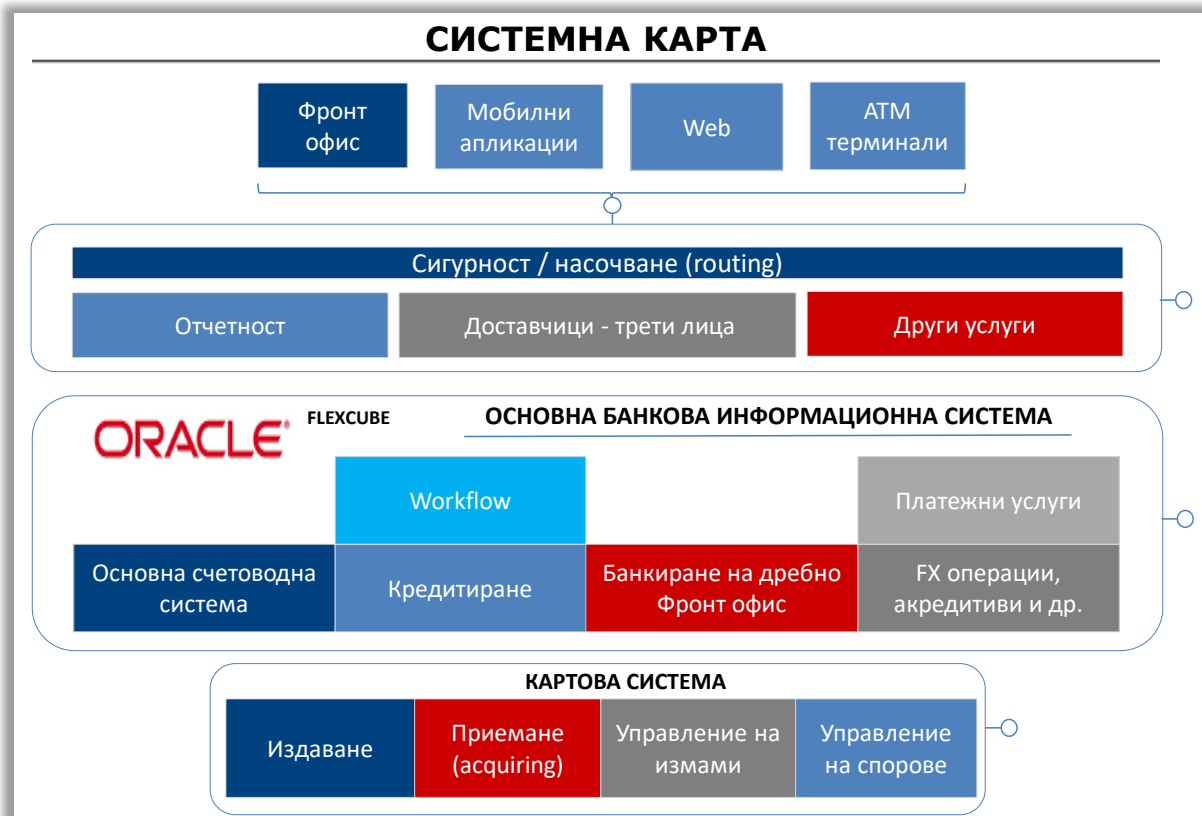 СИСТЕМНА КАРТА
Фронт
офис
Мобилни
апликации
Web
АТМ
терминали
Сигурност / насочване (routing)
Отчетност
Доставчици - трети лица
Други услуги
ORACLE®
FLEXCUBE
ОСНОВНА БАНКОВА ИНФОРМАЦИОННА СИСТЕМА
Workflow
Платежни услуги
Основна счетоводна
система
Кредитиране
Банкиране на дребно
Фронт офис
FX операции,
акредитиви и др.
КАРТОВА СИСТЕМА
Издаване
Приемане
(acquiring)
Управление на
измами
Управление
на спорове